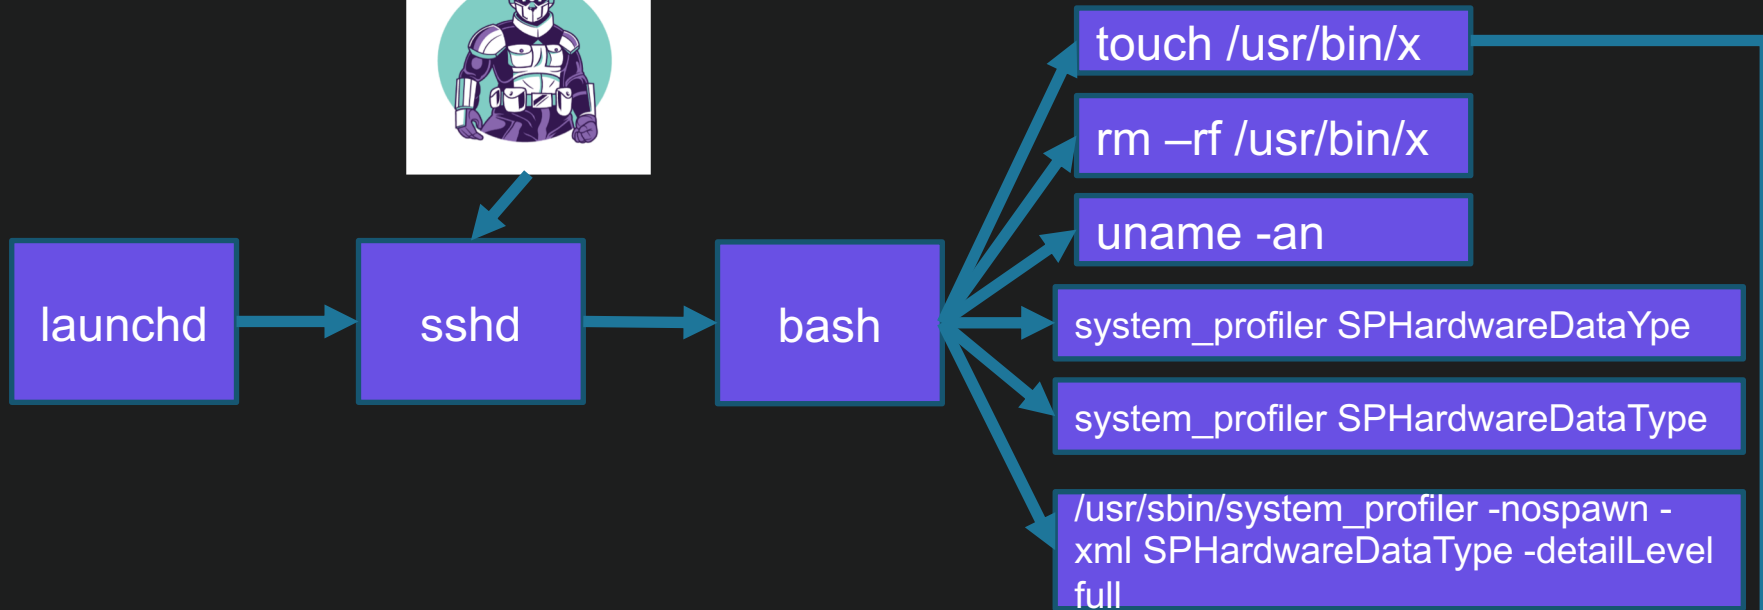 touch /usr/bin/x
rm –rf /usr/bin/x
uname -an
launchd
sshd
bash
system_profiler SPHardwareDataYpe
system_profiler SPHardwareDataType
/usr/sbin/system_profiler -nospawn -
xml SPHardwareDataType -detailLevel
full